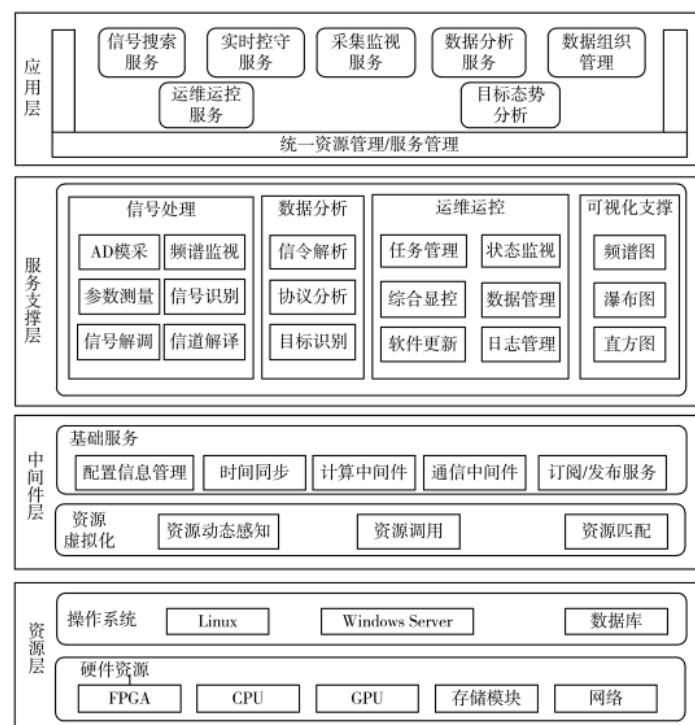 应用层
信号搜索
服务
实时控守
服务
采集监视
服务
数据分析
服务
数据组织
管理
运维运控
服务
目标态势
分析
统一资源管理/服务管理
服务支撑层
信号处理
AD模采
频谱监视
参数测量
信号识别
信号解调
信道解译
数据分析
信令解析
协议分析
目标识别
运维运控
任务管理
状态监视
综合显控
数据管理
软件更新
日志管理
可视化支撑
频谱图
瀑布图
直方图
中间件层
基础服务
配置信息管理
时间同步
计算中间件
通信中间件
订阅/发布服务
资源
虚拟化
资源动态感知
资源调用
资源匹配
资源层
操作系统
Linux
Windows Server
数据库
硬件资源
FPGA
CPU
GPU
存储模块
网络